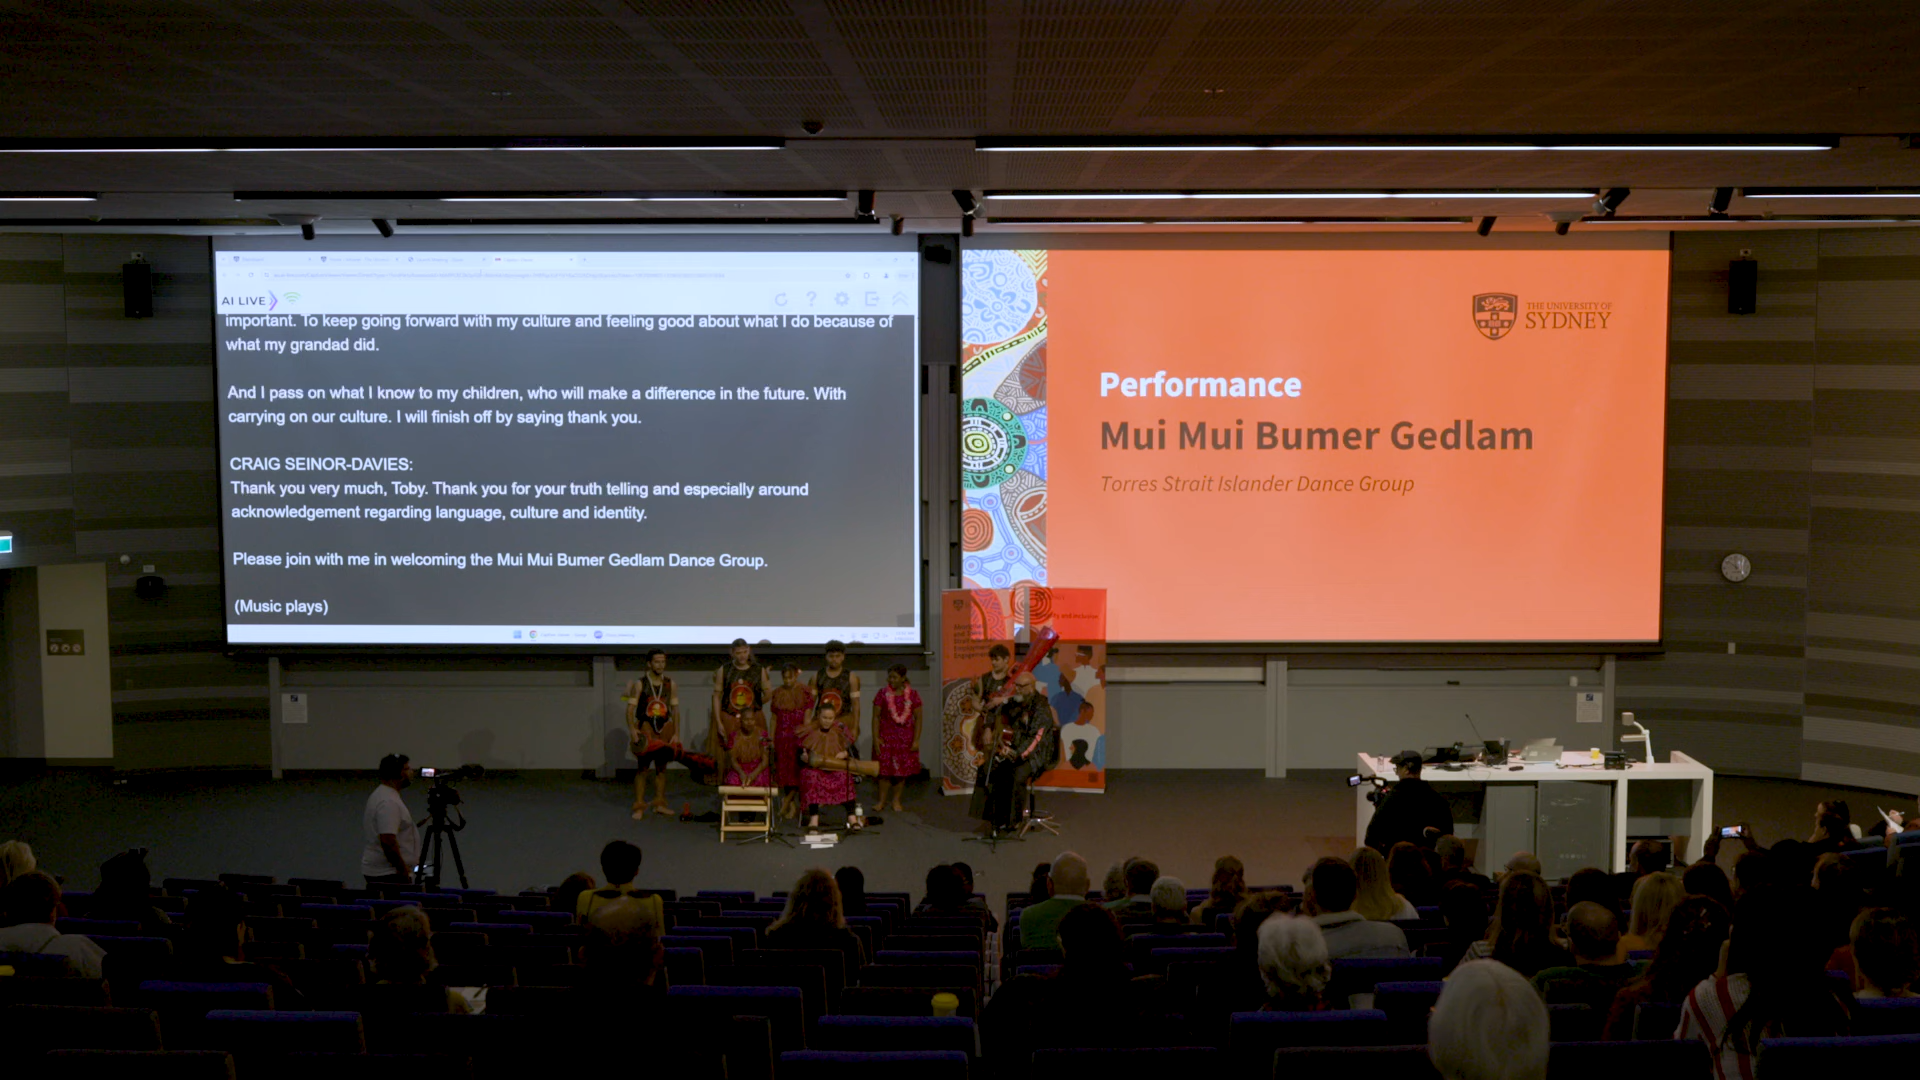 AI LIVE
important. To keep going forward with my culture and feeling good about what I do because of
what my grandad did.
And I pass on what I know to my children, who will make a difference in the future. With
carrying on our culture. I will finish off by saying thank you.
CRAIG SEINOR-DAVIES:
Thank you very much, Toby. Thank you for your truth telling and especially around
acknowledgement regarding language, culture and identity.
Please join with me in welcoming the Mui Mui Bumer Gedlam Dance Group.
(Music plays)
THE UNIVERSITY OF
SYDNEY
Performance
Mui Mui Bumer Gedlam
Torres Strait Islander Dance Group